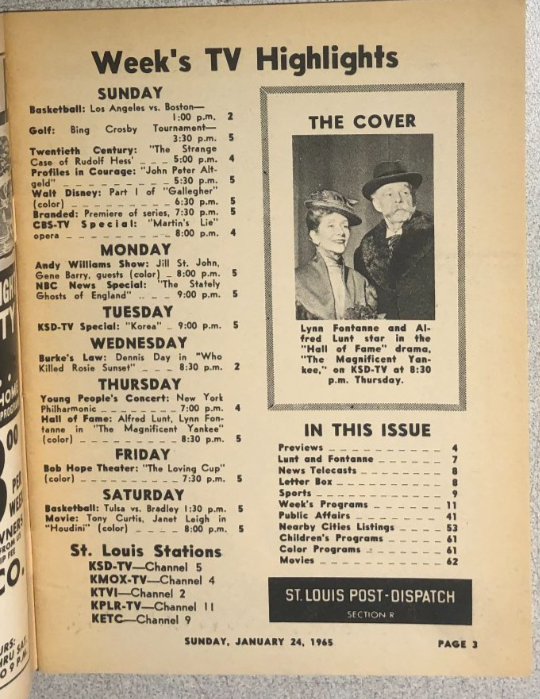 Week's TV Highlights
SUNDAY
Basketball: Los Angeles vs. Boston—
1:00 p.m. 2
Golf: Bing Crosby Tournament—
3:30 p.m. 5
Twentieth Century: "The Strange
Case of Rudolf Hess' _ _ _ 5:00 p.m. 4
Profiles in Courage: "John Peter Alt-
geld" _ _ _ _ _ _ _ 5:30 p.m. 5
Walt Disney: Part I of "Gallegher"
(color) _ _ _ _ _ _ _ 6:30 p.m. 5
Branded: Premiere of series, 7:30 p.m. 5
CBS-TV Special: "Martin's Lie"
opera _ _ _ _ _ _ _ 8:00 p.m. 4
MONDAY
Andy Williams Show: Jill St. John,
Gene Barry, guests (color) _ 8:00 p.m. 5
NBC News Special: "The Stately
Ghosts of England" _ _ _ 9:00 p.m. 5
TUESDAY
KSD-TV Special: "Korea" _ 9:00 p.m. 5
WEDNESDAY
Burke's Law: Dennis Day in "Who
Killed Rosie Sunset" _ _ _ 8:30 p.m. 2
THURSDAY
Young People's Concert: New York
Philharmonic _ _ _ _ _ 7:00 p.m. 4
Hall of Fame: Alfred Lunt, Lynn Fon-
tanne in "The Magnificent Yankee"
(color) _ _ _ _ _ _ _ 8:30 p.m. 5
FRIDAY
Bob Hope Theater: "The Loving Cup"
(color) _ _ _ _ _ _ _ 7:30 p.m. 5
SATURDAY
Basketball: Tulsa vs. Bradley 1:30 p.m. 5
Movie: Tony Curtis, Janet Leigh in
"Houdini" (color) _ _ _ _ 8:00 p.m. 5
St. Louis Stations
KSD-TV—Channel 5
KMOX-TV—Channel 4
KTVI—Channel 2
KPLR-TV—Channel 11
KETC—Channel 9
THE COVER
Lynn Fontanne and Al-
fred Lunt star in the
"Hall of Fame" drama,
"The Magnificent Yan-
kee," on KSD-TV at 8:30
p.m. Thursday.
IN THIS ISSUE
Previews _ _ _ _ _ _ _ 4
Lunt and Fontanne _ _ _ _ _ 7
News Telecasts _ _ _ _ _ _ 8
Letter Box _ _ _ _ _ _ _ 8
Sports _ _ _ _ _ _ _ _ 9
Week's Programs _ _ _ _ _ 11
Public Affairs _ _ _ _ _ _ 41
Nearby Cities Listings _ _ _ _ 53
Children's Programs _ _ _ _ 61
Color Programs _ _ _ _ _ _ 61
Movies _ _ _ _ _ _ _ _ 62
ST. LOUIS POST-DISPATCH
SECTION R
SUNDAY, JANUARY 24, 1965 PAGE 3